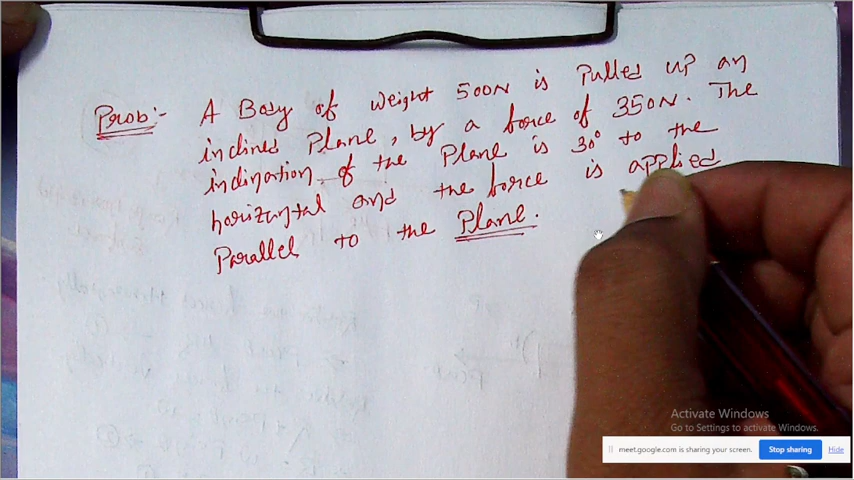 Prob:- A Body of weight 500N is Pulled up an
inclined Plane, by a force of 350N. The
inclination of the Plane is 30° to the
horizontal and the force is applied
Parallel to the Plane.
Activate Windows
Go to Settings to activate Windows.
meet.google.com is sharing your screen.
Stop sharing
Hide